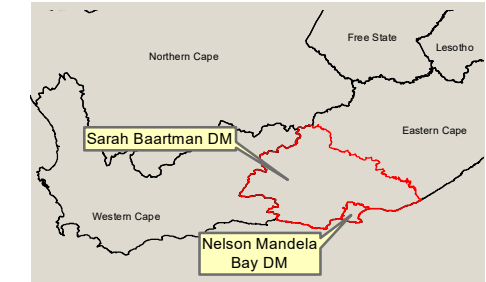 Free State
Lesotho
Northern Cape
Eastern Cape
Sarah Baartman DM
Western Cape
Nelson Mandela
Bay DM